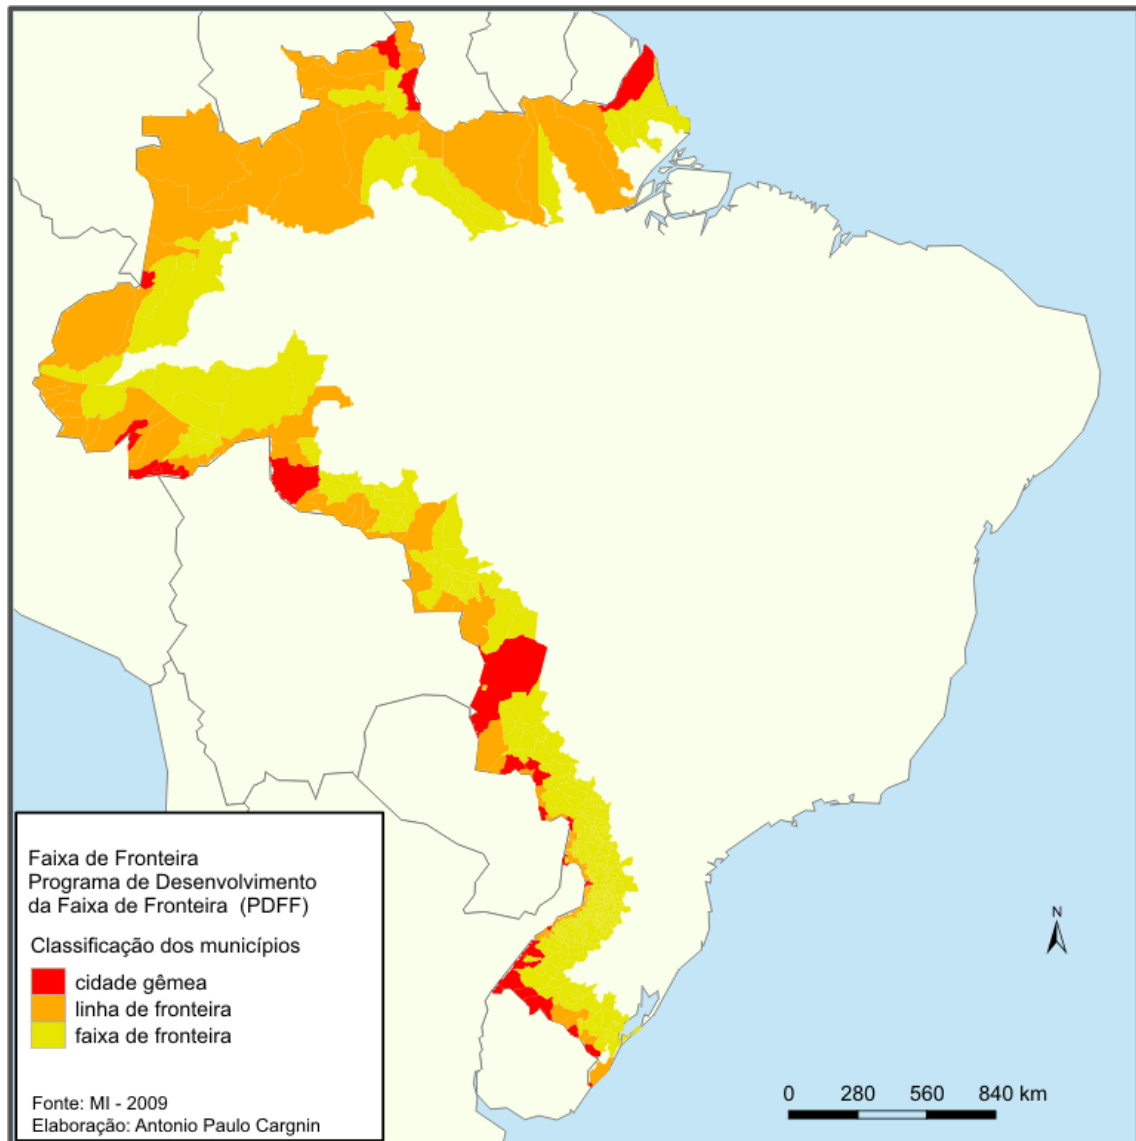 Faixa de Fronteira
Programa de Desenvolvimento
da Faixa de Fronteira (PDFF)
Classificação dos municípios
cidade gêmea
linha de fronteira
faixa de fronteira
Fonte: MI - 2009
Elaboração: Antonio Paulo Cargnin
N
0 280 560 840 km